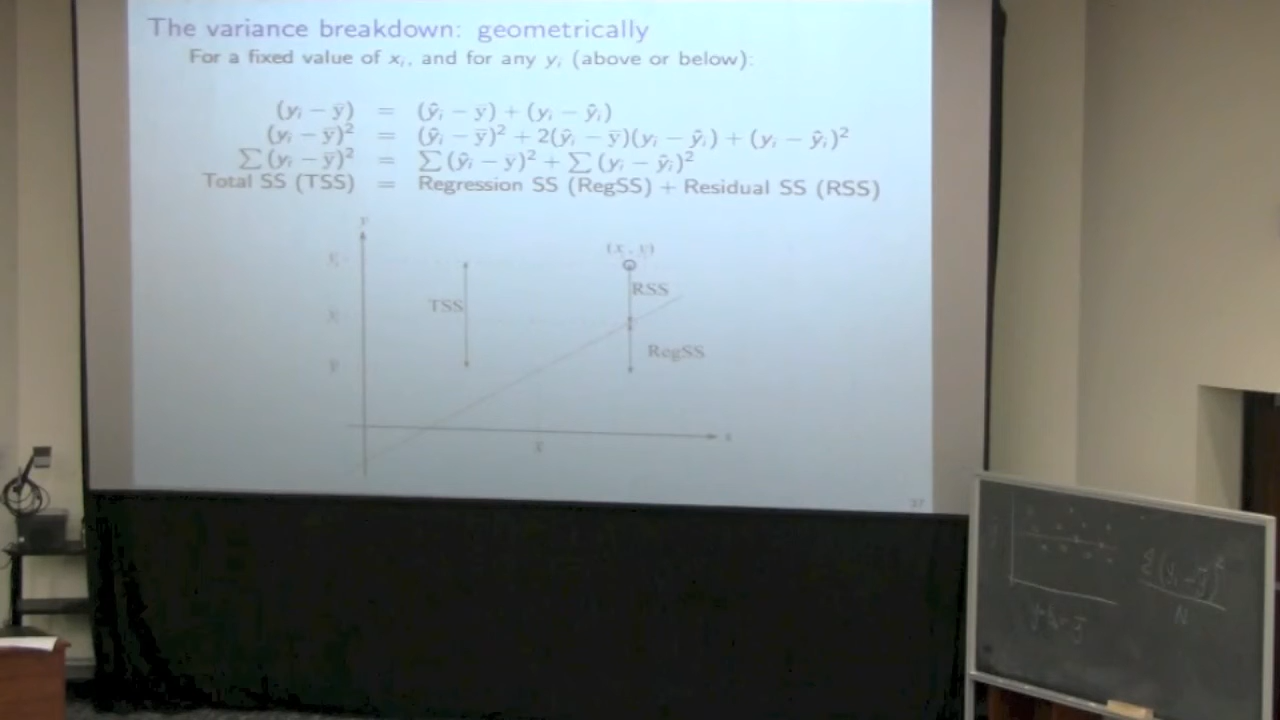 The variance breakdown: geometrically
For a fixed value of xᵢ, and for any yᵢ (above or below):
(yᵢ − ȳ) = (ŷᵢ − ȳ) + (yᵢ − ŷᵢ)
(yᵢ − ȳ)² = (ŷᵢ − ȳ)² + 2(ŷᵢ − ȳ)(yᵢ − ŷᵢ) + (yᵢ − ŷᵢ)²
∑(yᵢ − ȳ)² = ∑(ŷᵢ − y)² + ∑(yᵢ − ŷᵢ)²
Total SS (TSS) = Regression SS (RegSS) + Residual SS (RSS)
(x , y)
RSS
TSS
RegSS
x̄
37